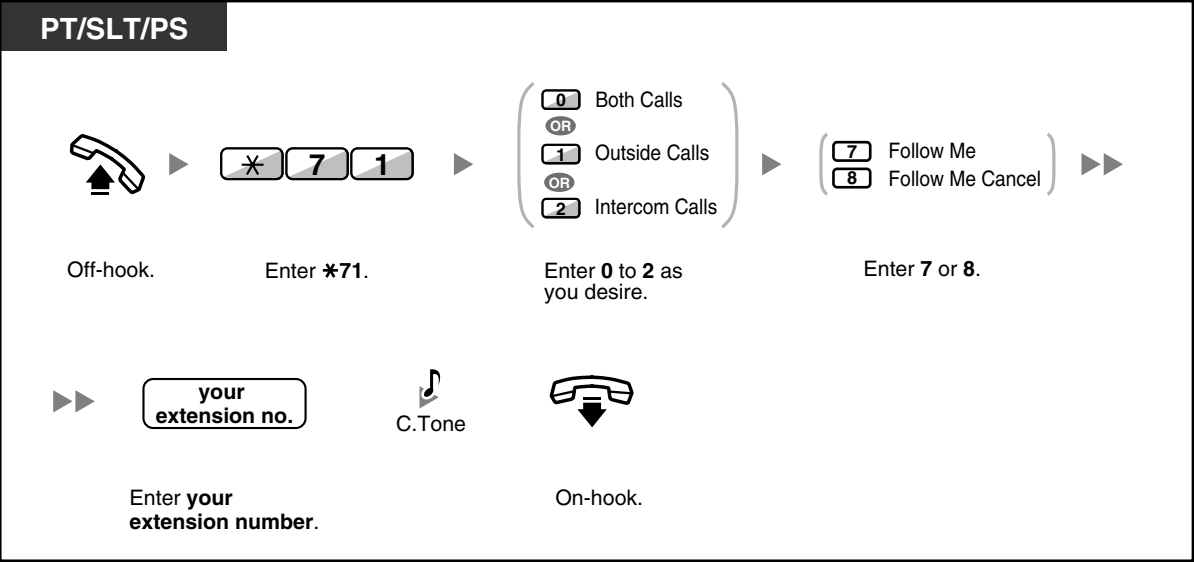 PT/SLT/PS
0 Both Calls
OR
1 Outside Calls
OR
2 Intercom Calls
7 Follow Me
8 Follow Me Cancel
* 7 1
Off-hook.
Enter *71.
Enter 0 to 2 as
you desire.
Enter 7 or 8.
your
extension no.
C.Tone
Enter your
extension number.
On-hook.